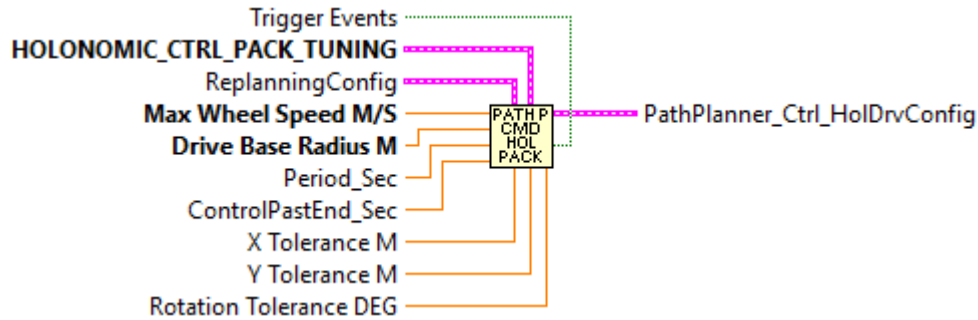 Trigger Events
HOLONOMIC_CTRL_PACK_TUNING
ReplanningConfig
Max Wheel Speed M/S
Drive Base Radius M
Period_Sec
ControlPastEnd_Sec
X Tolerance M
Y Tolerance M
Rotation Tolerance DEG
PATH P
CMD
HOL
PACK
PathPlanner_Ctrl_HolDrvConfig